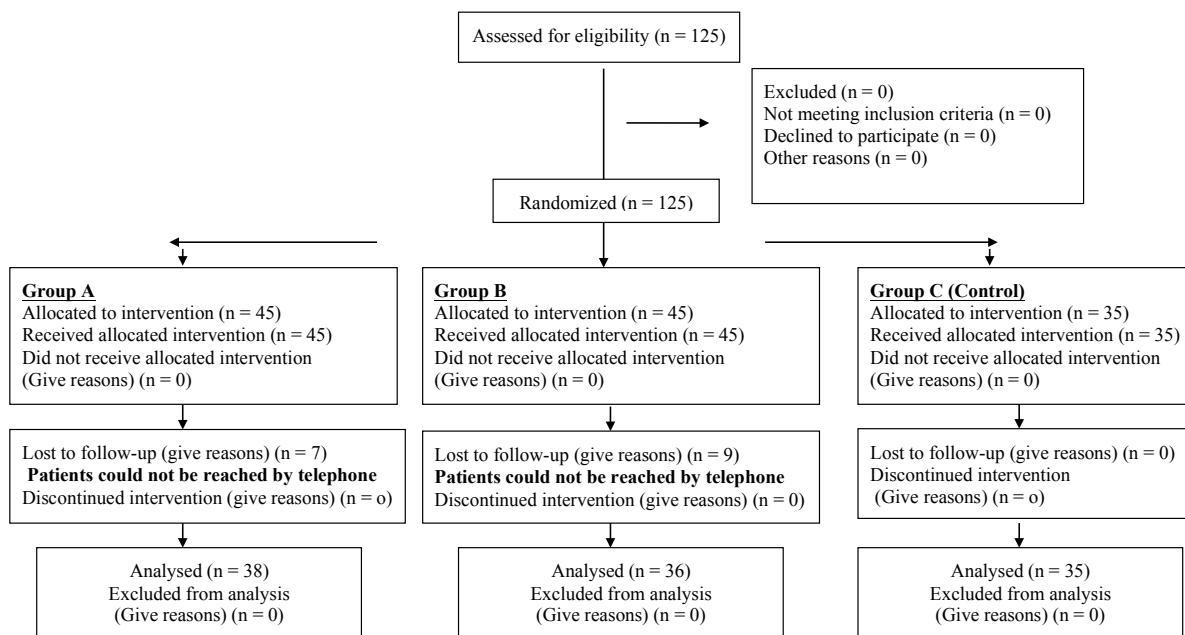 Assessed for eligibility (n = 125)
Excluded (n = 0)
Not meeting inclusion criteria (n = 0)
Declined to participate (n = 0)
Other reasons (n = 0)
Randomized (n = 125)
Group A
Allocated to intervention (n = 45)
Received allocated intervention (n = 45)
Did not receive allocated intervention
(Give reasons) (n = 0)
Group B
Allocated to intervention (n = 45)
Received allocated intervention (n = 45)
Did not receive allocated intervention
(Give reasons) (n = 0)
Group C (Control)
Allocated to intervention (n = 35)
Received allocated intervention (n = 35)
Did not receive allocated intervention
(Give reasons) (n = 0)
Lost to follow-up (give reasons) (n = 7)
Patients could not be reached by telephone
Discontinued intervention (give reasons) (n = o)
Lost to follow-up (give reasons) (n = 9)
Patients could not be reached by telephone
Discontinued intervention (give reasons) (n = 0)
Lost to follow-up (give reasons) (n = 0)
Discontinued intervention
(Give reasons) (n = o)
Analysed (n = 38)
Excluded from analysis
(Give reasons) (n = 0)
Analysed (n = 36)
Excluded from analysis
(Give reasons) (n = 0)
Analysed (n = 35)
Excluded from analysis
(Give reasons) (n = 0)